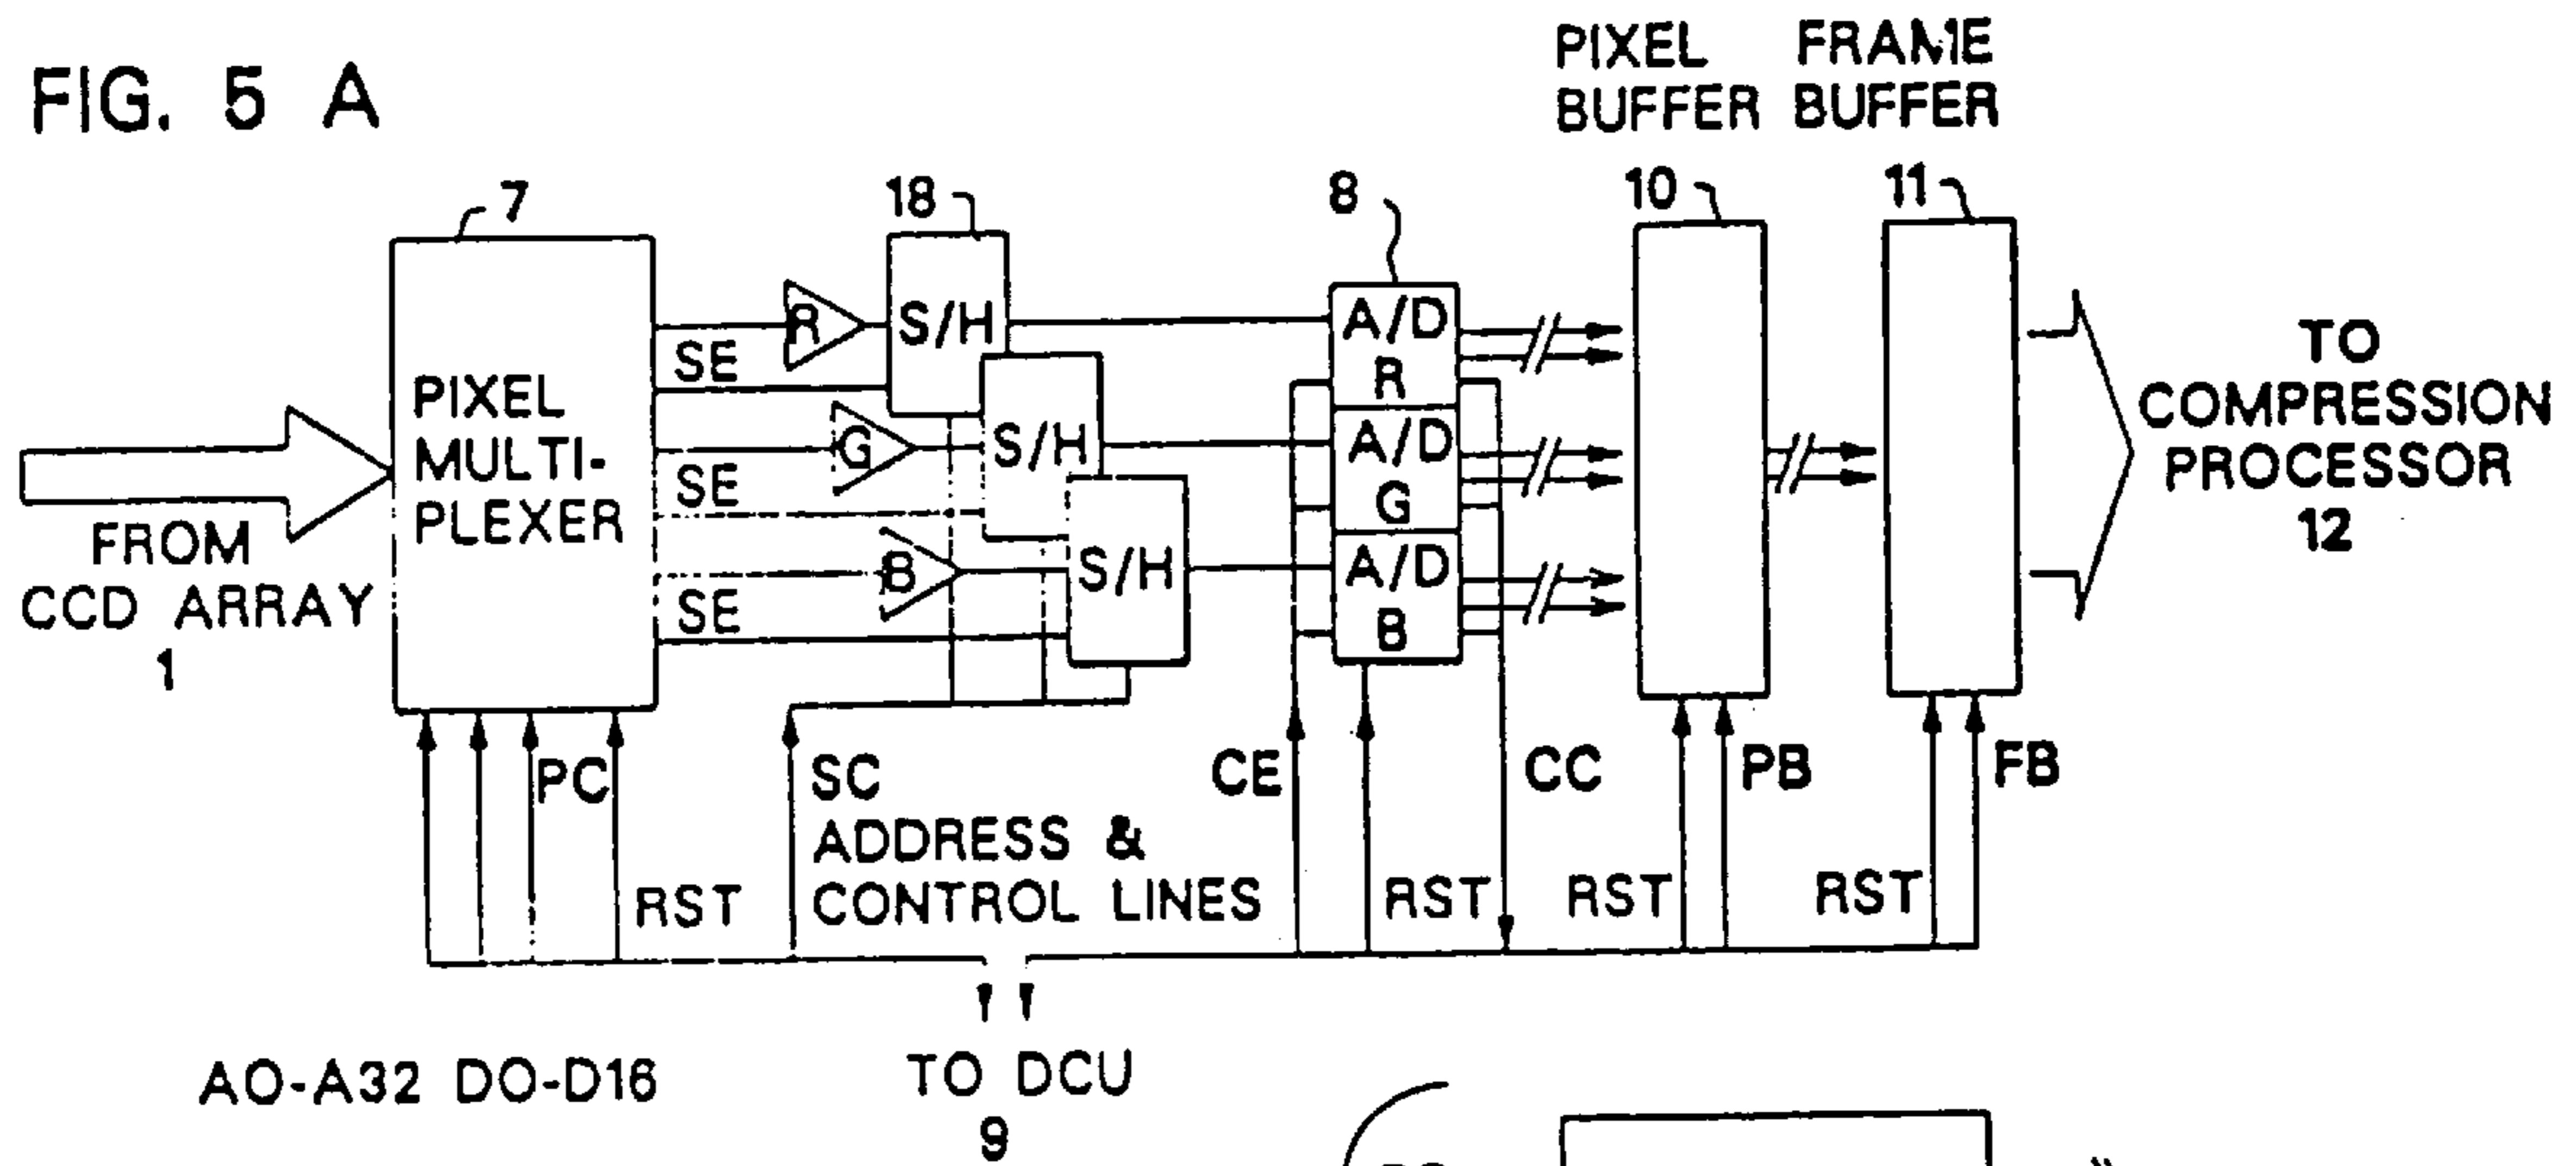 FIG. 5 A
PIXEL FRAME
BUFFER BUFFER
7
18
8
10
11
R
S/H
A/D
R
SE
G
S/H
A/D
G
SE
B
S/H
A/D
B
SE
PIXEL
MULTI-
PLEXER
FROM
CCD ARRAY
1
TO
COMPRESSION
PROCESSOR
12
PC
RST
SC
ADDRESS &
CONTROL LINES
CE
RST
CC
RST
PB
RST
FB
AO-A32 DO-D16
TO DCU
9